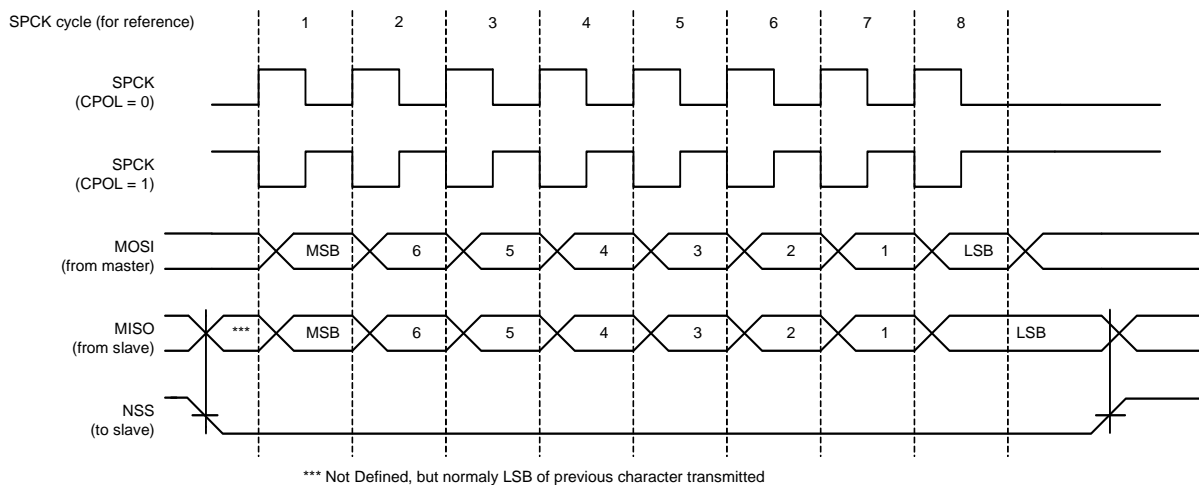 SPCK cycle (for reference) 1 2 3 4 5 6 7 8
SPCK
(CPOL = 0)
SPCK
(CPOL = 1)
MOSI
(from master)
MSB 6 5 4 3 2 1 LSB
MISO
(from slave)
*** MSB 6 5 4 3 2 1 LSB
NSS
(to slave)
*** Not Defined, but normaly LSB of previous character transmitted